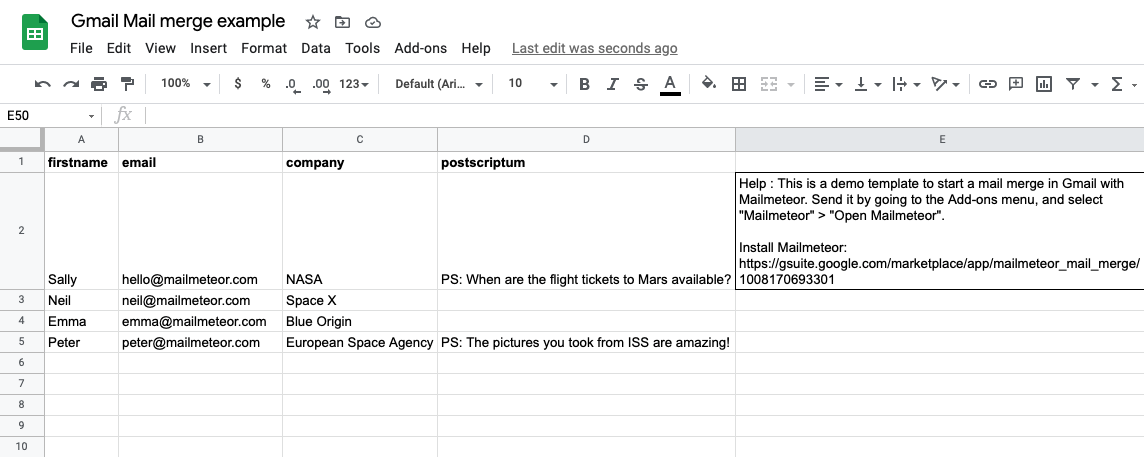 Gmail Mail merge example
File Edit View Insert Format Data Tools Add-ons Help Last edit was seconds ago
100% $ % .0 .00 123 Default (Ari... 10 B I S A
E50 fx
A B C D E
1 firstname email company postscriptum
Help : This is a demo template to start a mail merge in Gmail with
Mailmeteor. Send it by going to the Add-ons menu, and select
"Mailmeteor" > "Open Mailmeteor".
Install Mailmeteor:
https://gsuite.google.com/marketplace/app/mailmeteor_mail_merge/
1008170693301
2 Sally hello@mailmeteor.com NASA PS: When are the flight tickets to Mars available?
3 Neil neil@mailmeteor.com Space X
4 Emma emma@mailmeteor.com Blue Origin
5 Peter peter@mailmeteor.com European Space Agency PS: The pictures you took from ISS are amazing!
6
7
8
9
10